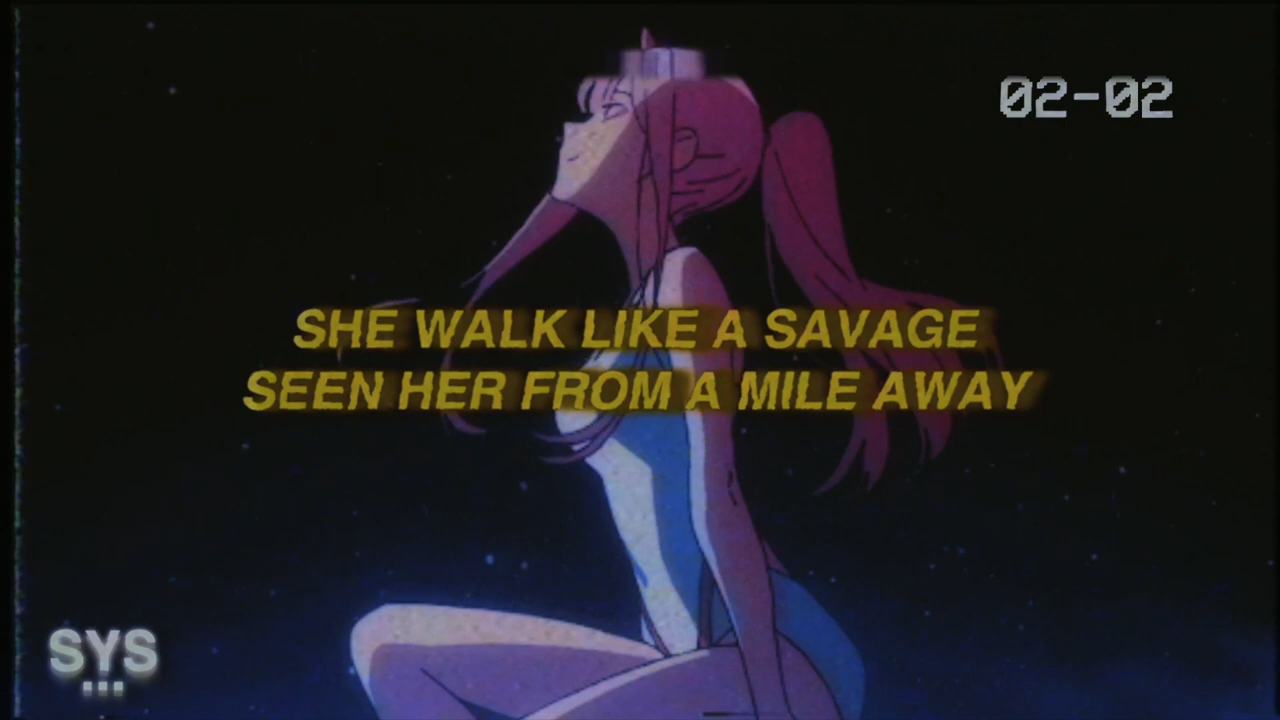 02-02
SHE WALK LIKE A SAVAGE
SEEN HER FROM A MILE AWAY
SYS